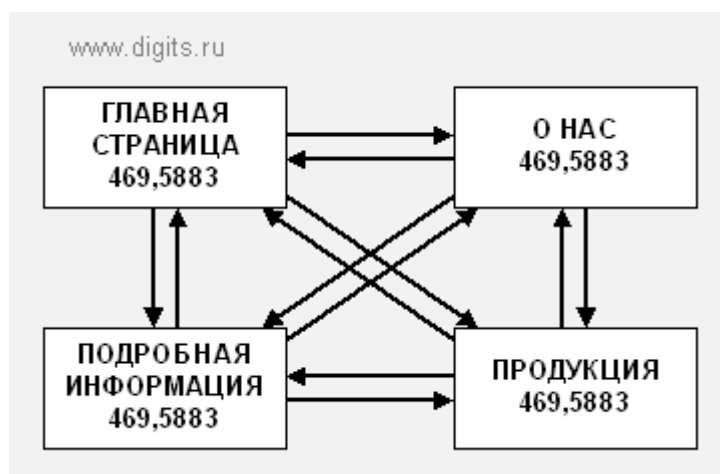 www.digits.ru
ГЛАВНАЯ
СТРАНИЦА
469,5883
О НАС
469,5883
ПОДРОБНАЯ
ИНФОРМАЦИЯ
469,5883
ПРОДУКЦИЯ
469,5883